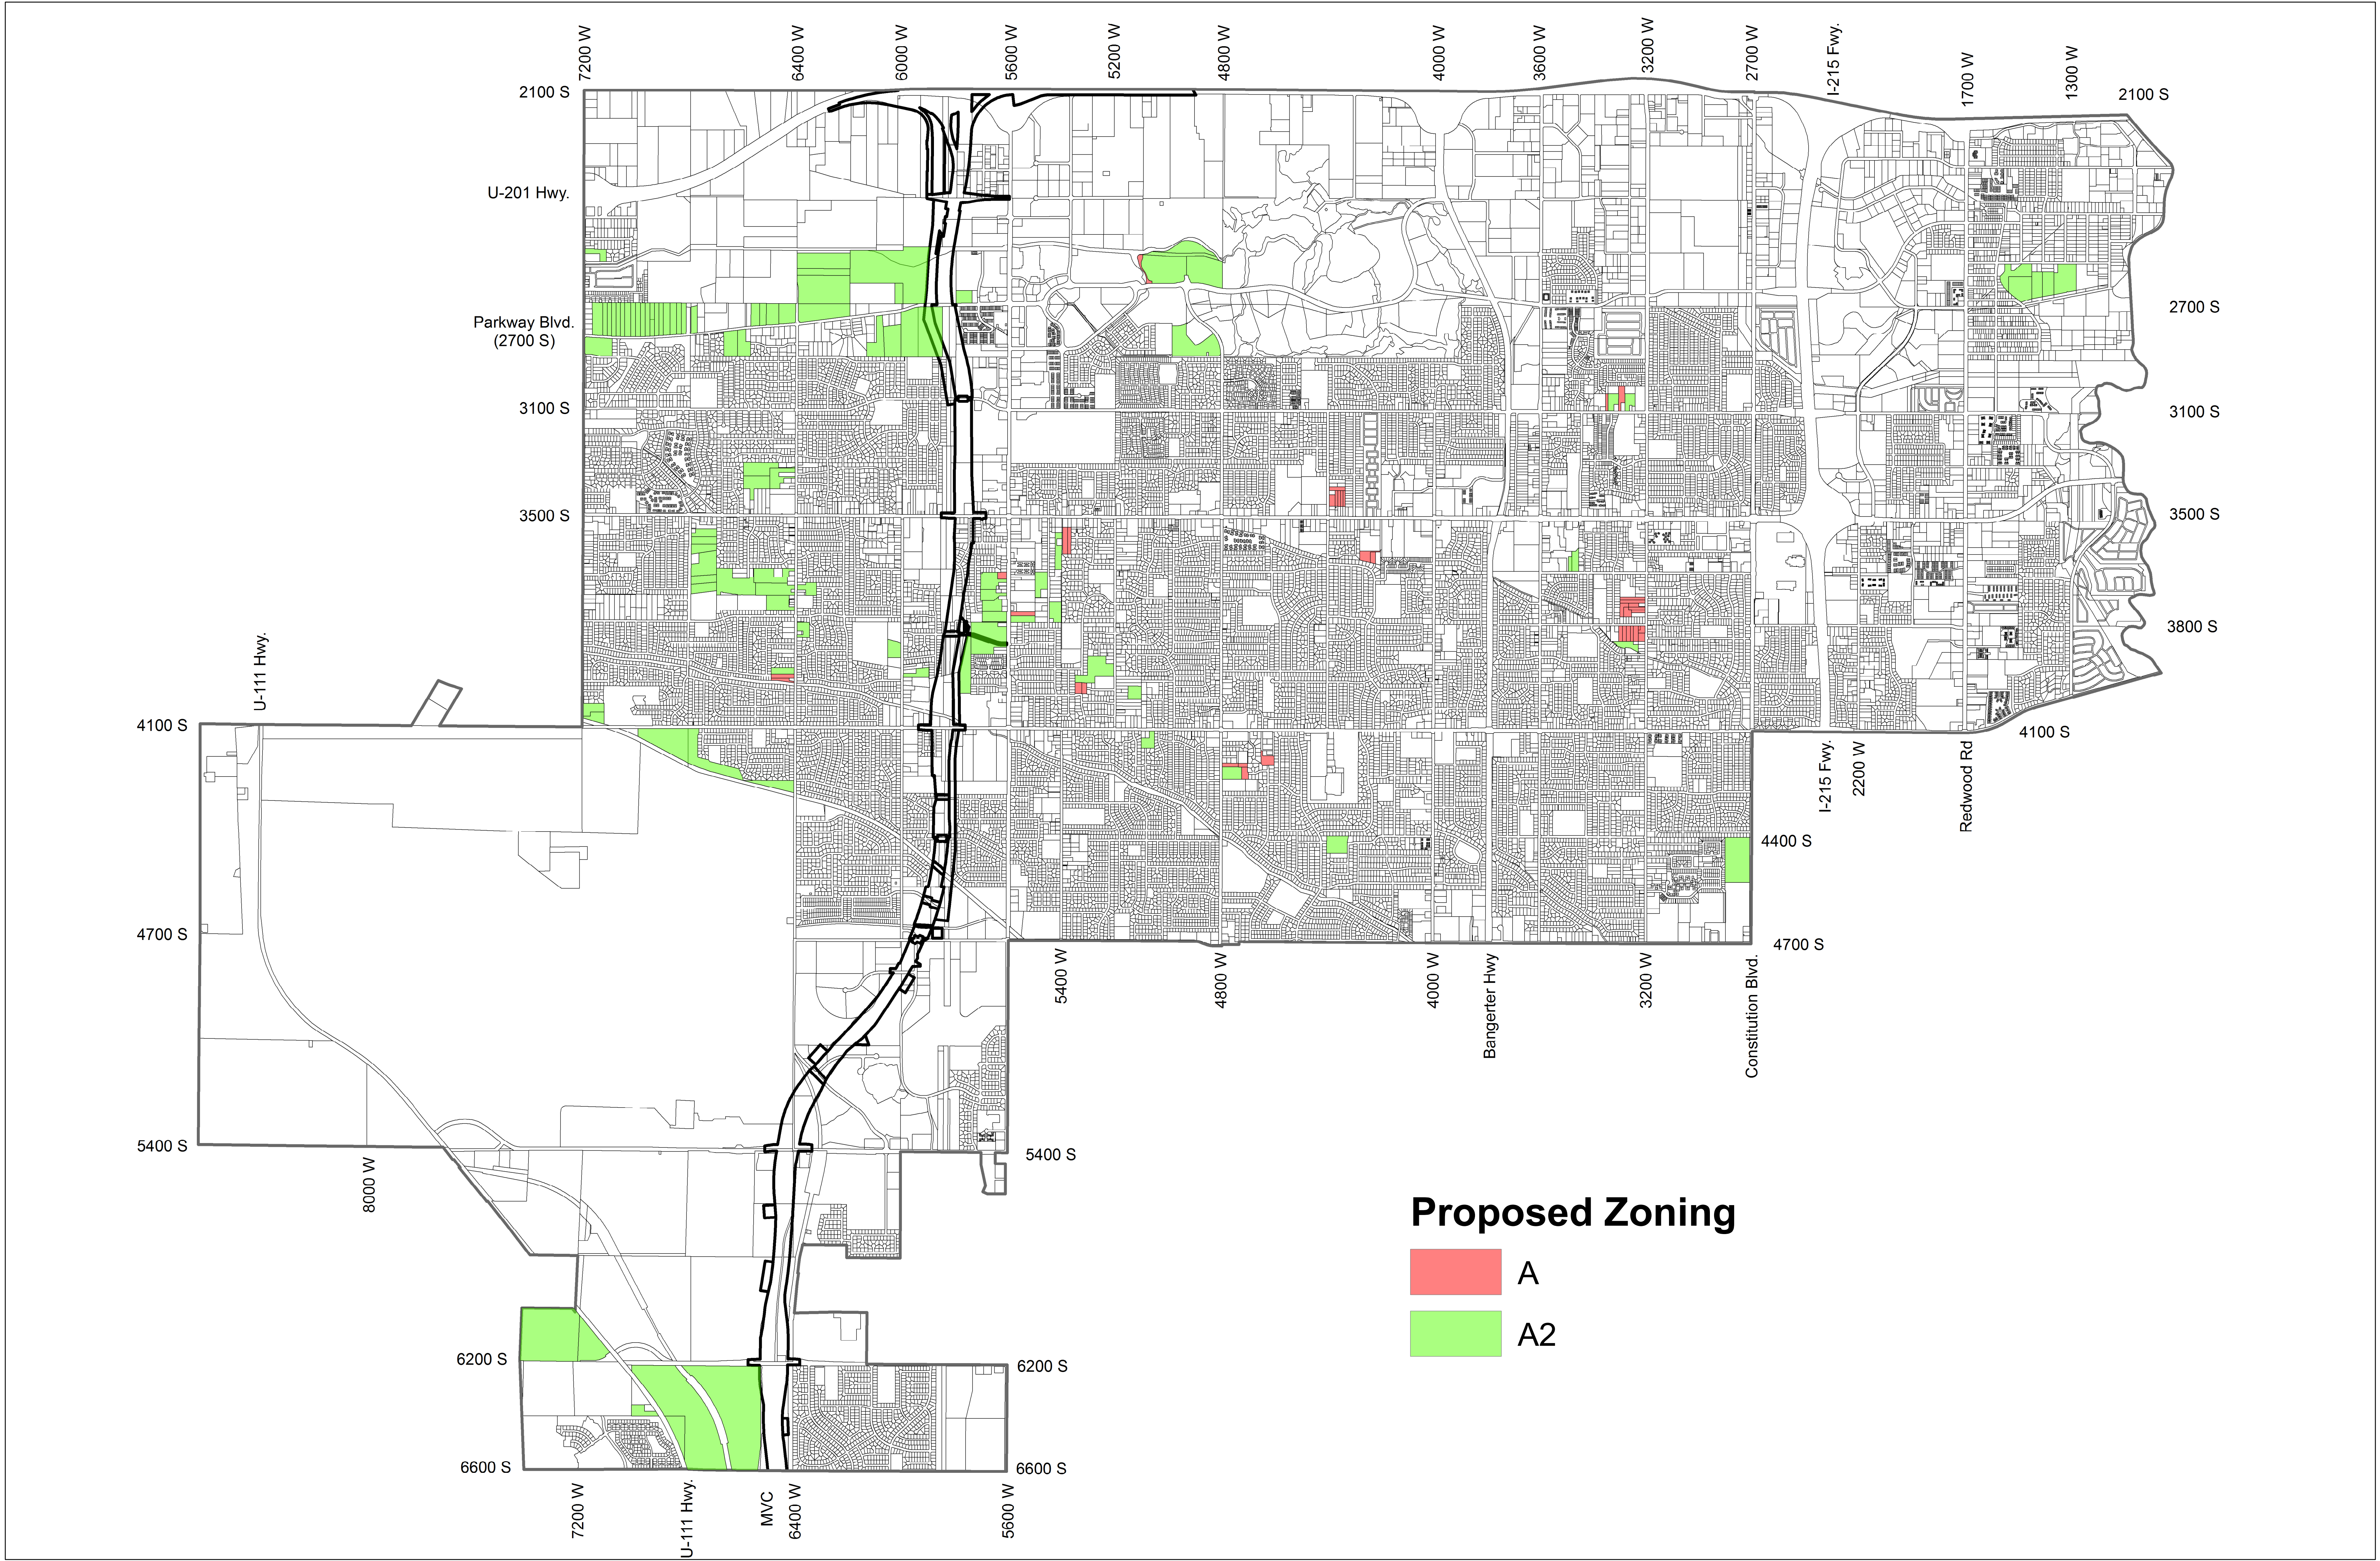 7200 W
6400 W
6000 W
5600 W
5200 W
4800 W
4000 W
3600 W
3200 W
2700 W
I-215 Fwy.
1700 W
1300 W
2100 S
2100 S
U-201 Hwy.
Parkway Blvd.
(2700 S)
2700 S
3100 S
3100 S
3500 S
3500 S
3800 S
U-111 Hwy.
4100 S
4100 S
I-215 Fwy.
2200 W
Redwood Rd
4400 S
4700 S
4700 S
5400 W
4800 W
4000 W
Bangerter Hwy
3200 W
Constitution Blvd.
5400 S
5400 S
8000 W
Proposed Zoning
A
A2
6200 S
6200 S
6600 S
6600 S
7200 W
U-111 Hwy.
MVC
6400 W
5600 W